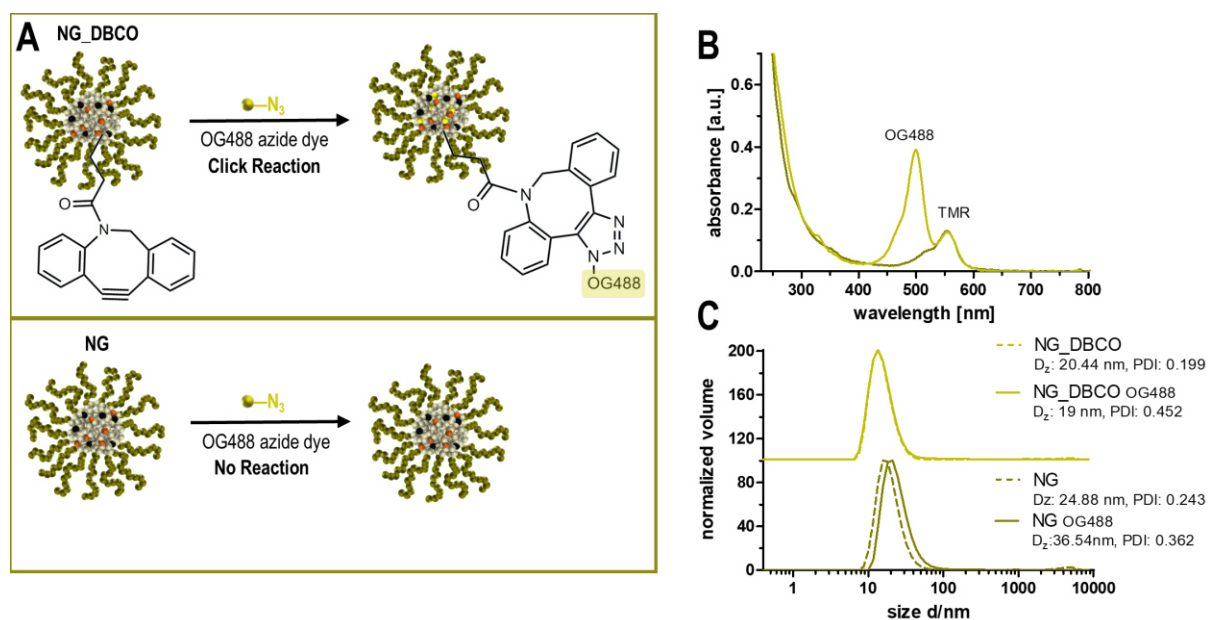 A
NG_DBCO
N3
OG488 azide dye
Click Reaction
O
N
N
N
N
O
N
OG488
NG
N3
OG488 azide dye
No Reaction
B
absorbance [a.u.]
0.6
0.4
0.2
0.0
OG488
TMR
300
400
500
600
700
800
wavelength [nm]
C
normalized volume
200
160
120
80
40
0
NG_DBCO
Dz: 20.44 nm, PDI: 0.199
NG_DBCO OG488
Dz: 19 nm, PDI: 0.452
NG
Dz: 24.88 nm, PDI: 0.243
NG OG488
Dz:36.54nm, PDI: 0.362
1
10
100
1000
10000
size d/nm